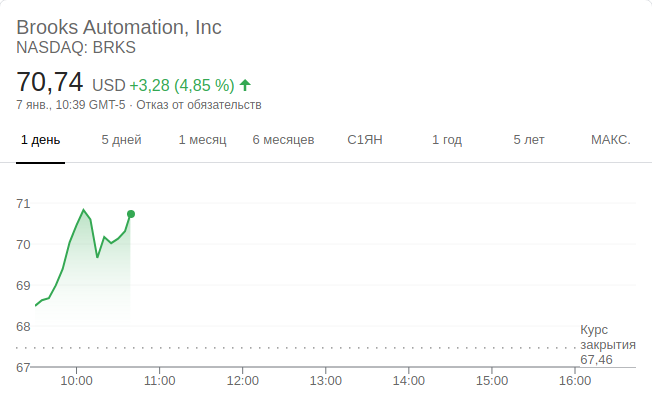 Brooks Automation, Inc
NASDAQ: BRKS
70,74 USD +3,28 (4,85 %)
7 янв., 10:39 GMT-5 · Отказ от обязательств
1 день 5 дней 1 месяц 6 месяцев С1ЯН 1 год 5 лет МАКС.
71
70
69
68
Курс
закрытия
67,46
67
10:00 11:00 12:00 13:00 14:00 15:00 16:00